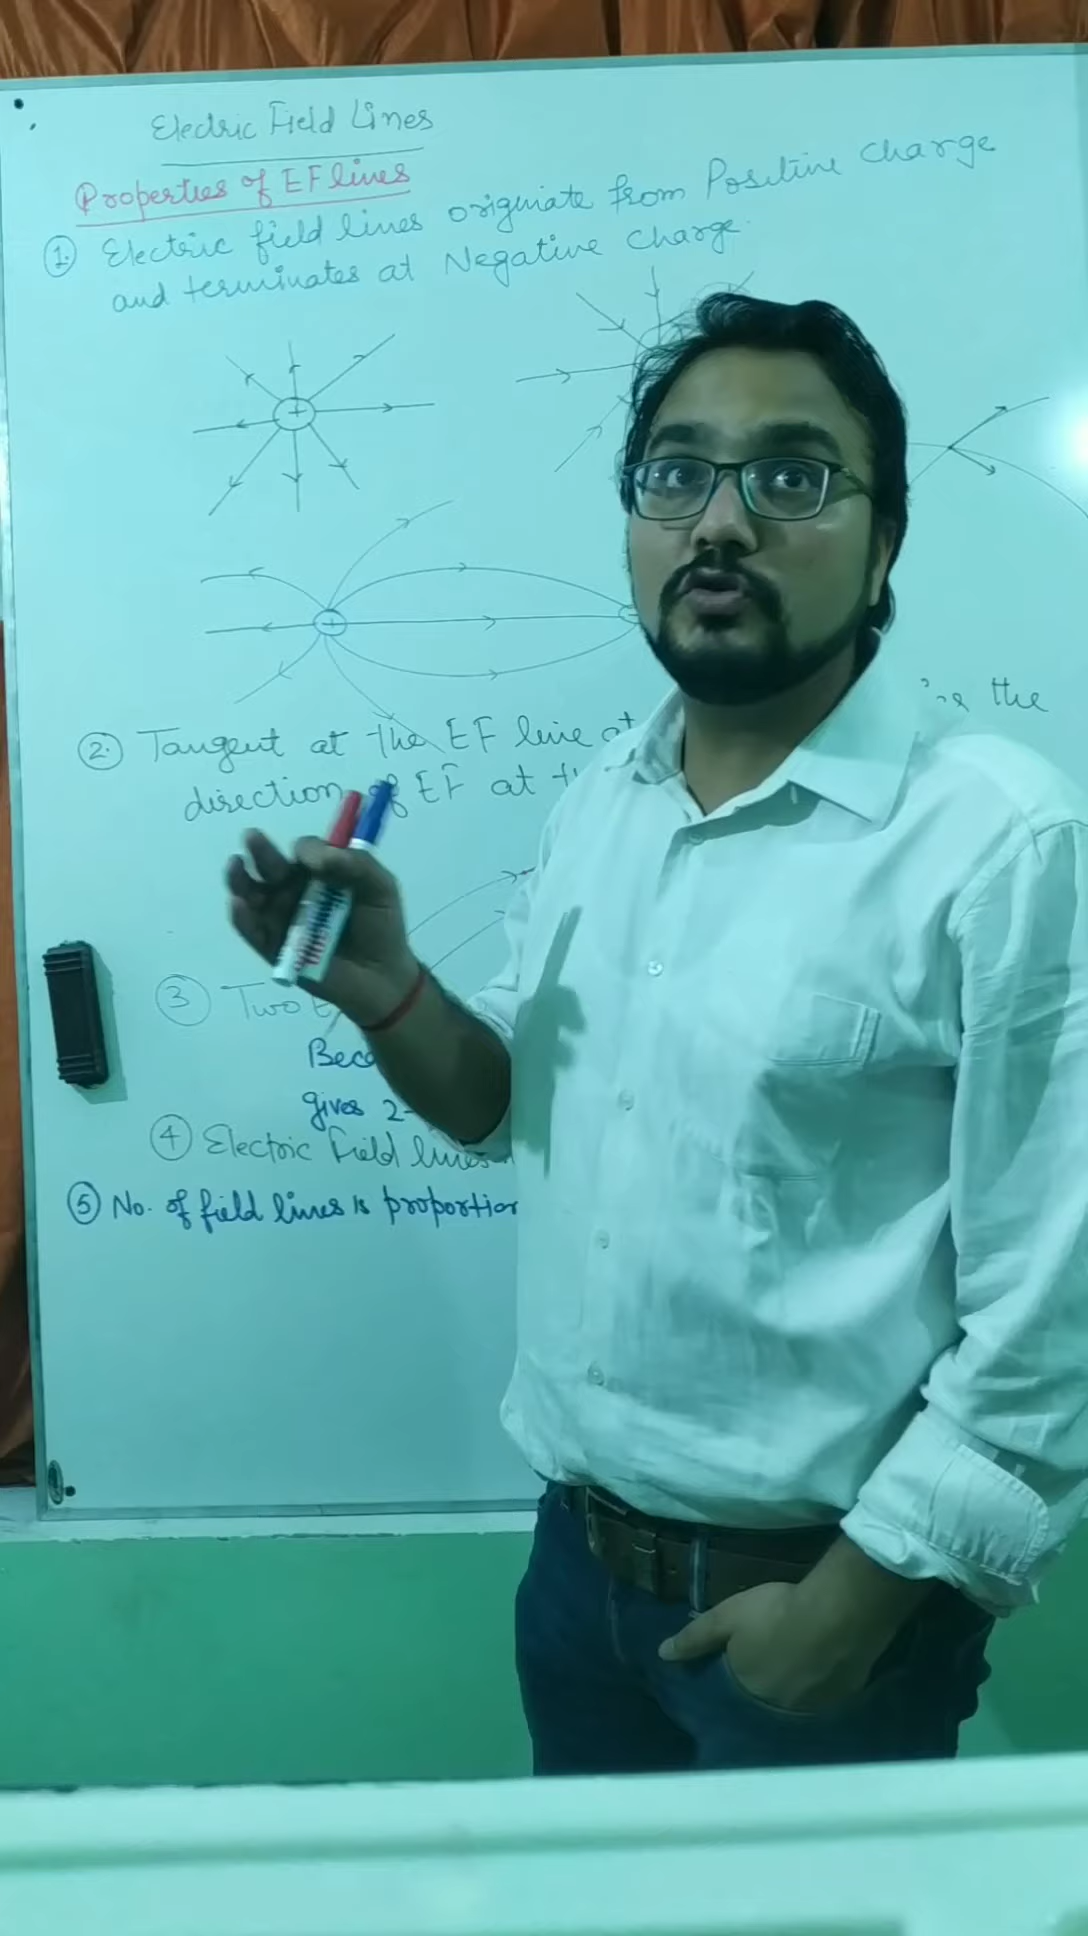 Electric Field Lines
Properties of EF lines
1. Electric field lines originate from Positive charge
and terminates at Negative charge.
+
+
2. Tangent at the EF line at is the
direction of EF at
3 Two
gives 2-
4 Electric Field lines
5 No. of field lines is